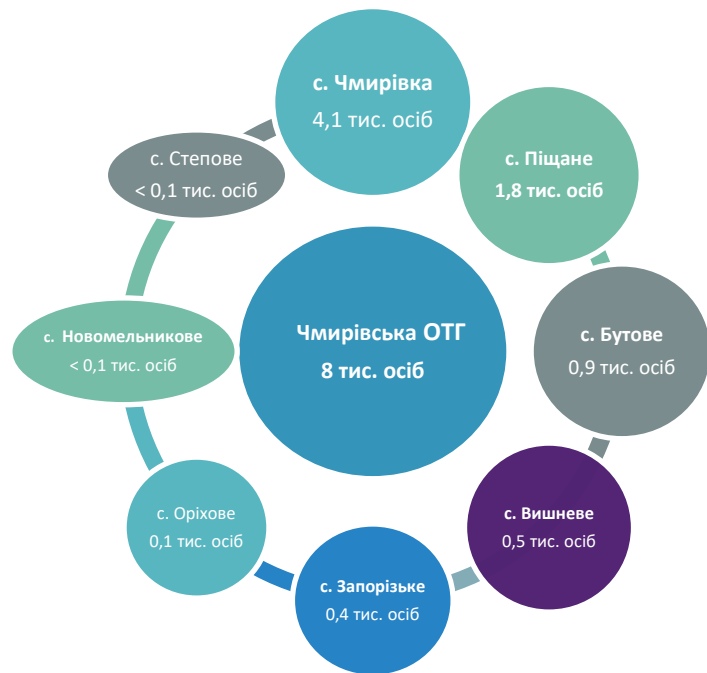 с. Чмирівка
4,1 тис. осіб
с. Піщане
1,8 тис. осіб
с. Бутове
0,9 тис. осіб
с. Вишневе
0,5 тис. осіб
с. Запорізьке
0,4 тис. осіб
с. Оріхове
0,1 тис. осіб
с. Новомельникове
< 0,1 тис. осіб
с. Степове
< 0,1 тис. осіб
Чмирівська ОТГ
8 тис. осіб